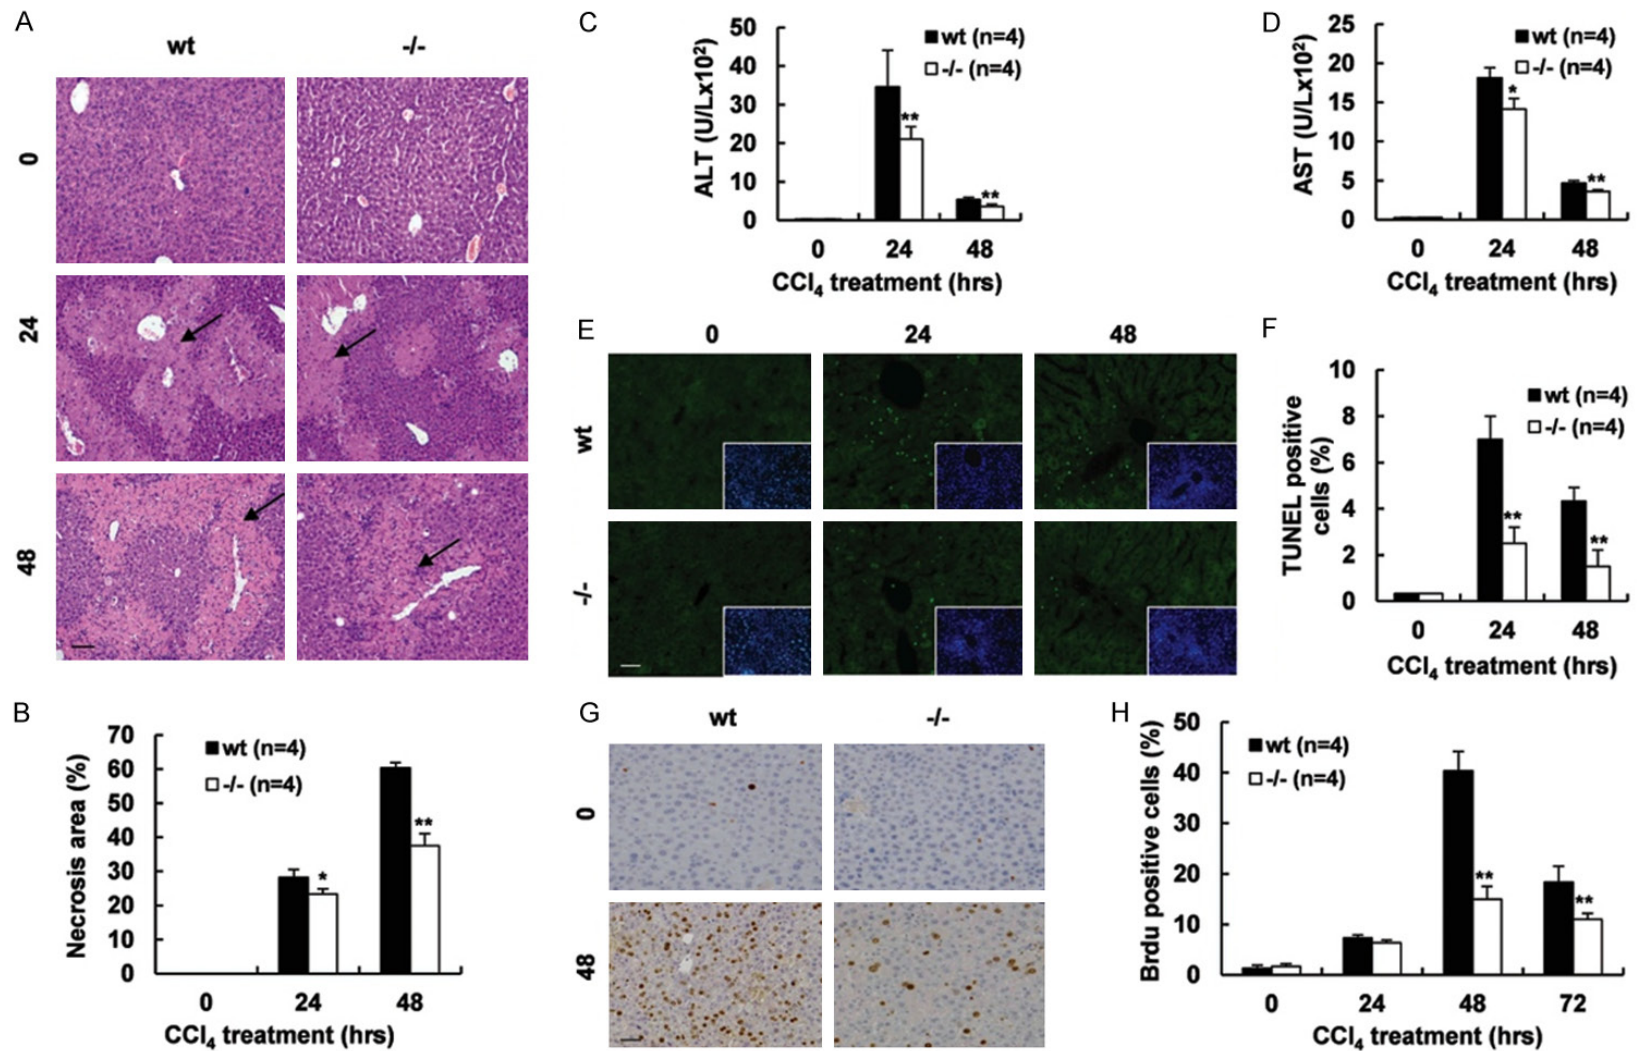 A
wt
-/-
0
24
48
B
70
60
50
40
30
20
10
0
Necrosis area (%)
wt (n=4)
-/- (n=4)
*
**
0
24
48
CCl4 treatment (hrs)
C
50
40
30
20
10
0
ALT (U/Lx10²)
wt (n=4)
-/- (n=4)
**
**
0
24
48
CCl4 treatment (hrs)
D
25
20
15
10
5
0
AST (U/Lx10²)
wt (n=4)
-/- (n=4)
*
**
0
24
48
CCl4 treatment (hrs)
E
0
24
48
wt
-/-
F
10
8
6
4
2
0
TUNEL positive
cells (%)
wt (n=4)
-/- (n=4)
**
**
0
24
48
CCl4 treatment (hrs)
G
wt
-/-
0
48
H
50
40
30
20
10
0
Brdu positive cells (%)
wt (n=4)
-/- (n=4)
**
**
0
24
48
72
CCl4 treatment (hrs)